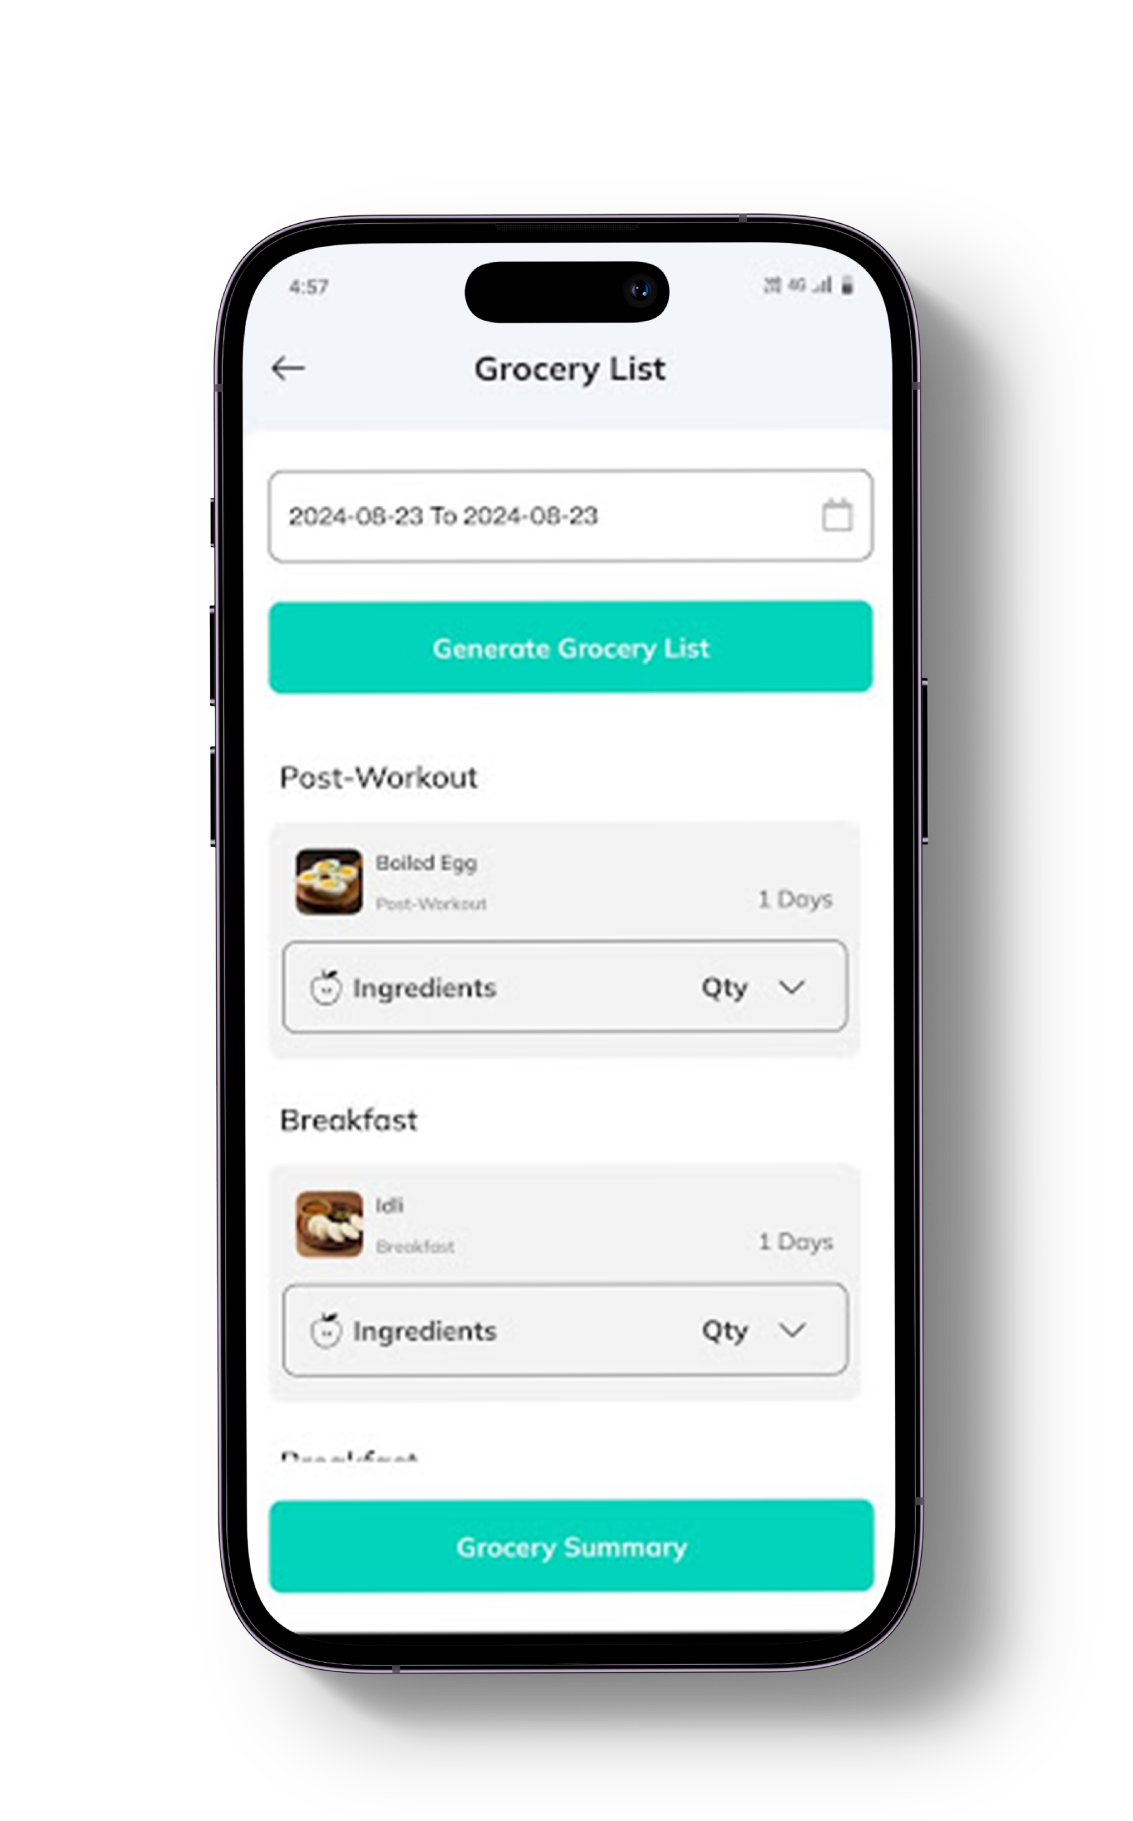 4:57
4G
Grocery List
2024-08-23 To 2024-08-23
Generate Grocery List
Post-Workout
Boiled Egg
Post-Workout
1 Days
Ingredients Qty
Breakfast
Idli
Breakfast
1 Days
Ingredients Qty
Breakfast
Grocery Summary